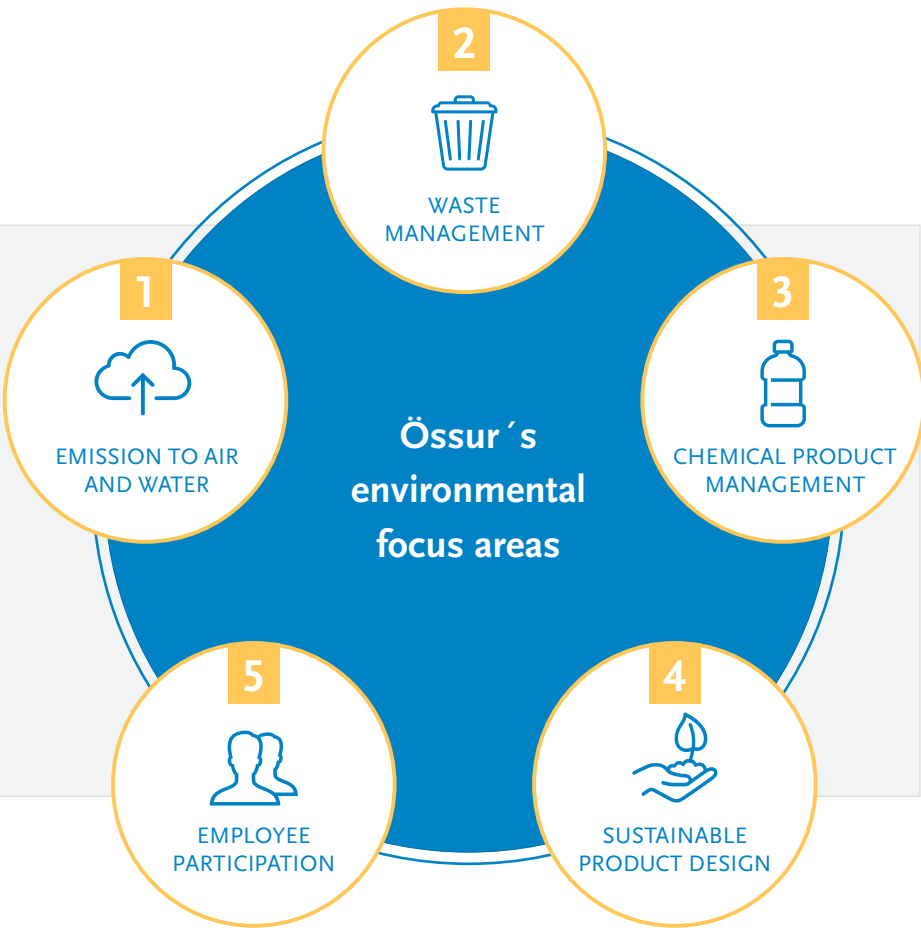 2
WASTE
MANAGEMENT
1
EMISSION TO AIR
AND WATER
3
CHEMICAL PRODUCT
MANAGEMENT
Össur´s
environmental
focus areas
5
EMPLOYEE
PARTICIPATION
4
SUSTAINABLE
PRODUCT DESIGN